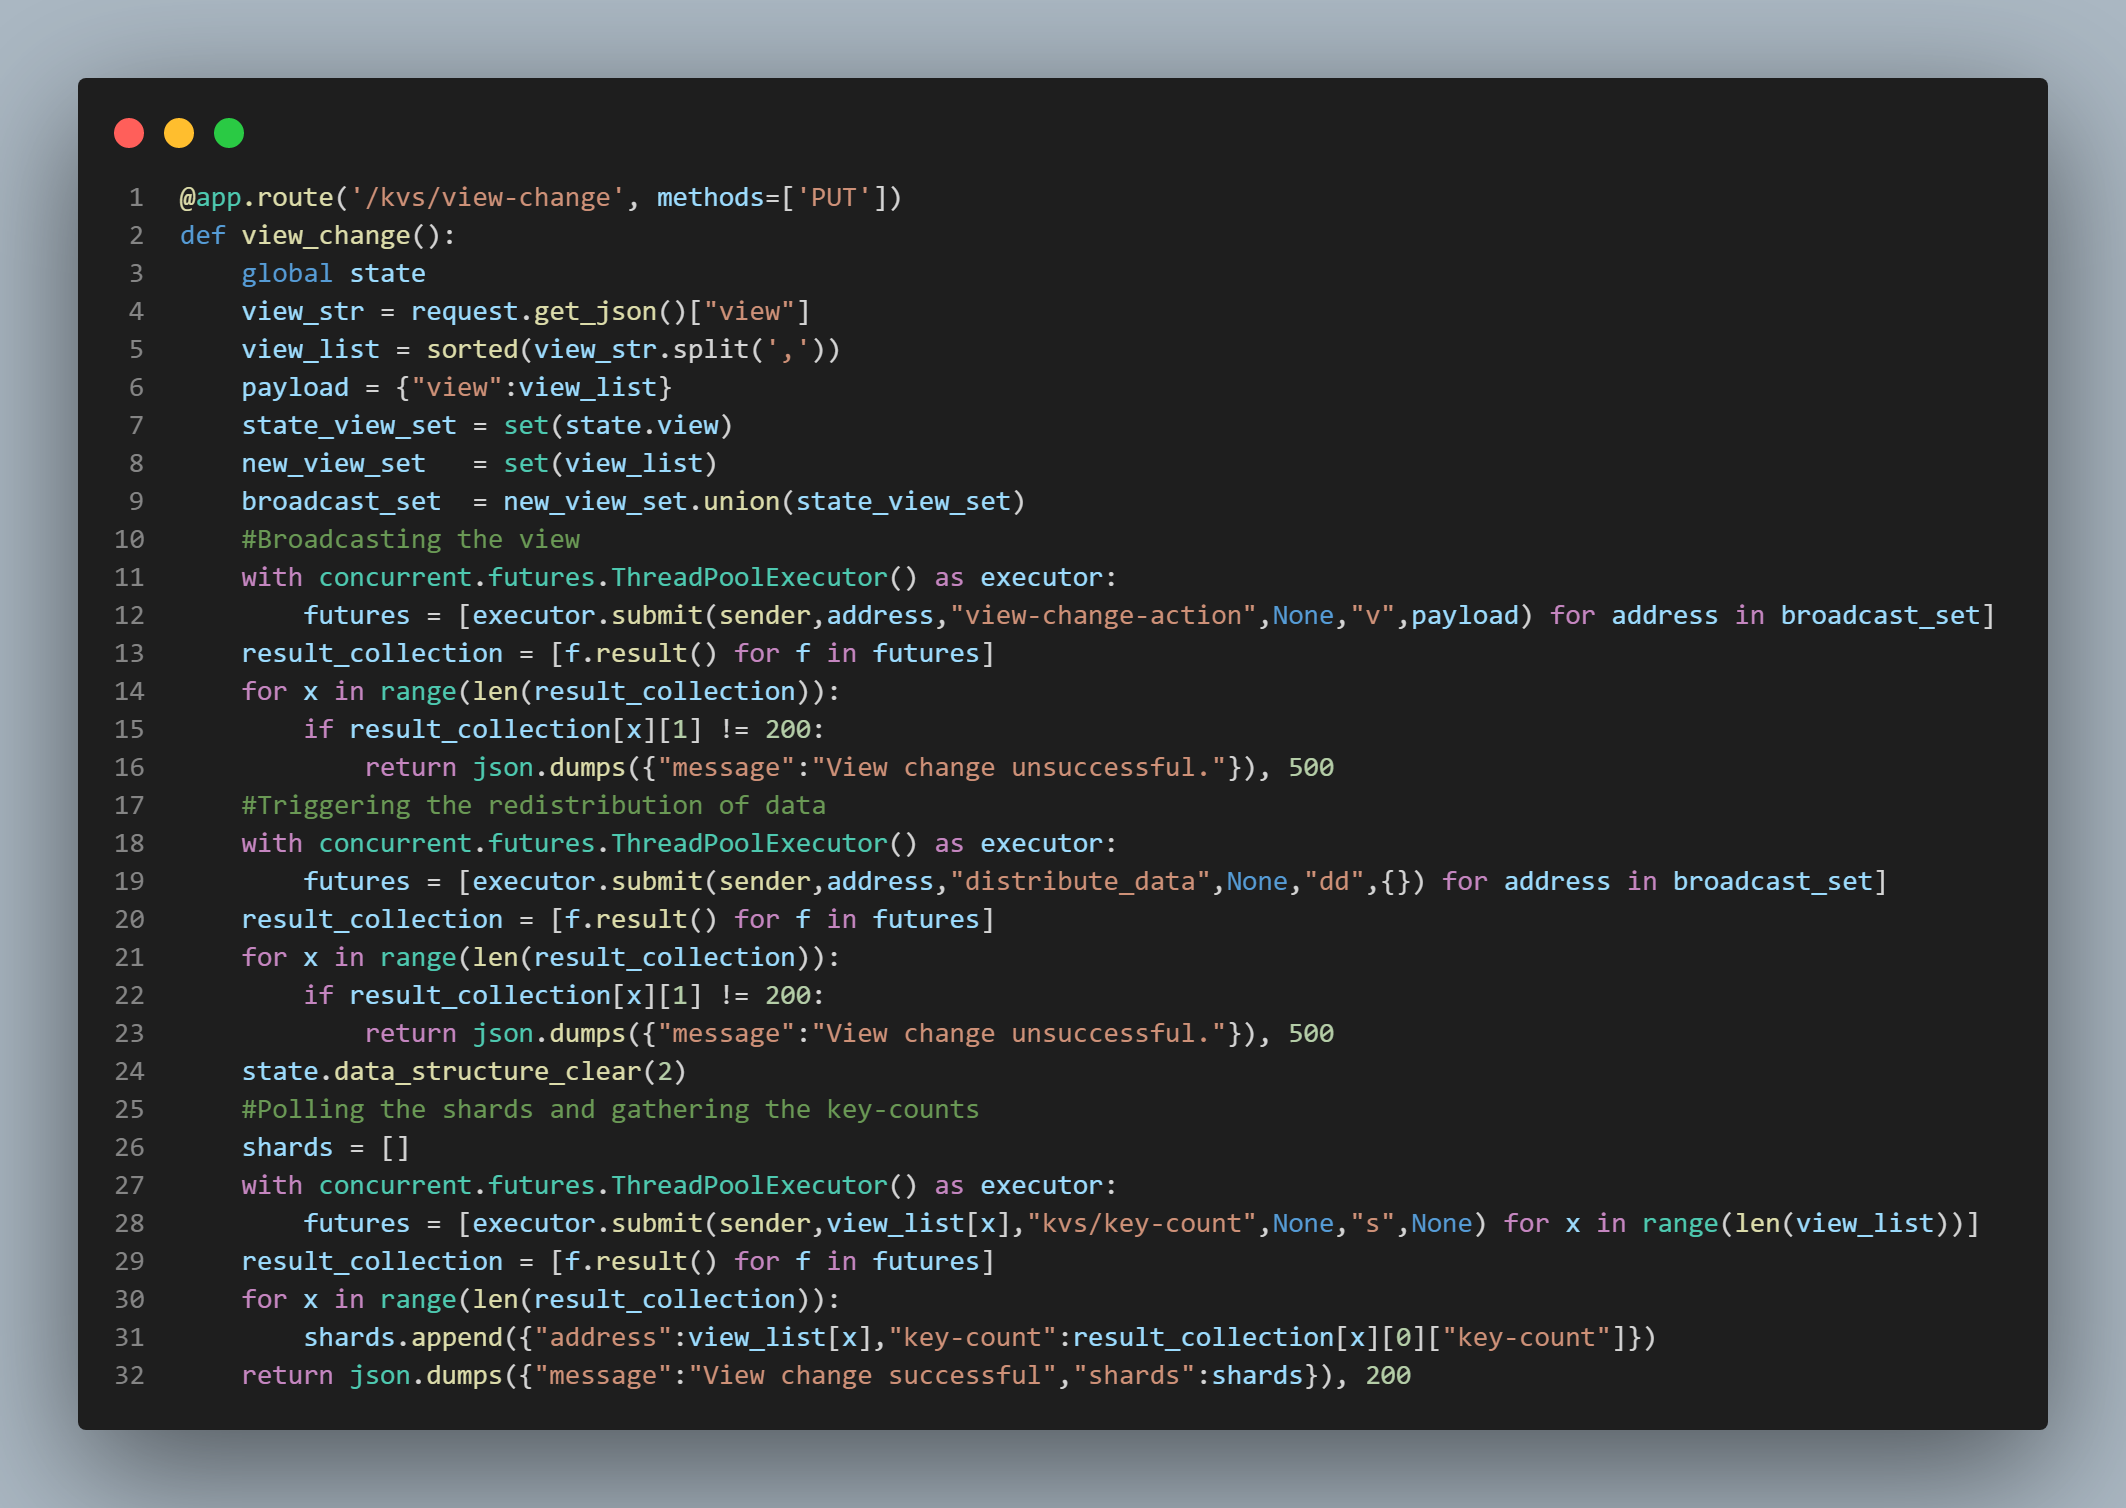 1 @app.route('/kvs/view-change', methods=['PUT'])
2 def view_change():
3     global state
4     view_str = request.get_json()["view"]
5     view_list = sorted(view_str.split(','))
6     payload = {"view":view_list}
7     state_view_set = set(state.view)
8     new_view_set   = set(view_list)
9     broadcast_set  = new_view_set.union(state_view_set)
10     #Broadcasting the view
11     with concurrent.futures.ThreadPoolExecutor() as executor:
12         futures = [executor.submit(sender,address,"view-change-action",None,"v",payload) for address in broadcast_set]
13     result_collection = [f.result() for f in futures]
14     for x in range(len(result_collection)):
15         if result_collection[x][1] != 200:
16             return json.dumps({"message":"View change unsuccessful."}), 500
17     #Triggering the redistribution of data
18     with concurrent.futures.ThreadPoolExecutor() as executor:
19         futures = [executor.submit(sender,address,"distribute_data",None,"dd",{}) for address in broadcast_set]
20     result_collection = [f.result() for f in futures]
21     for x in range(len(result_collection)):
22         if result_collection[x][1] != 200:
23             return json.dumps({"message":"View change unsuccessful."}), 500
24     state.data_structure_clear(2)
25     #Polling the shards and gathering the key-counts
26     shards = []
27     with concurrent.futures.ThreadPoolExecutor() as executor:
28         futures = [executor.submit(sender,view_list[x],"kvs/key-count",None,"s",None) for x in range(len(view_list))]
29     result_collection = [f.result() for f in futures]
30     for x in range(len(result_collection)):
31         shards.append({"address":view_list[x],"key-count":result_collection[x][0]["key-count"]})
32     return json.dumps({"message":"View change successful","shards":shards}), 200